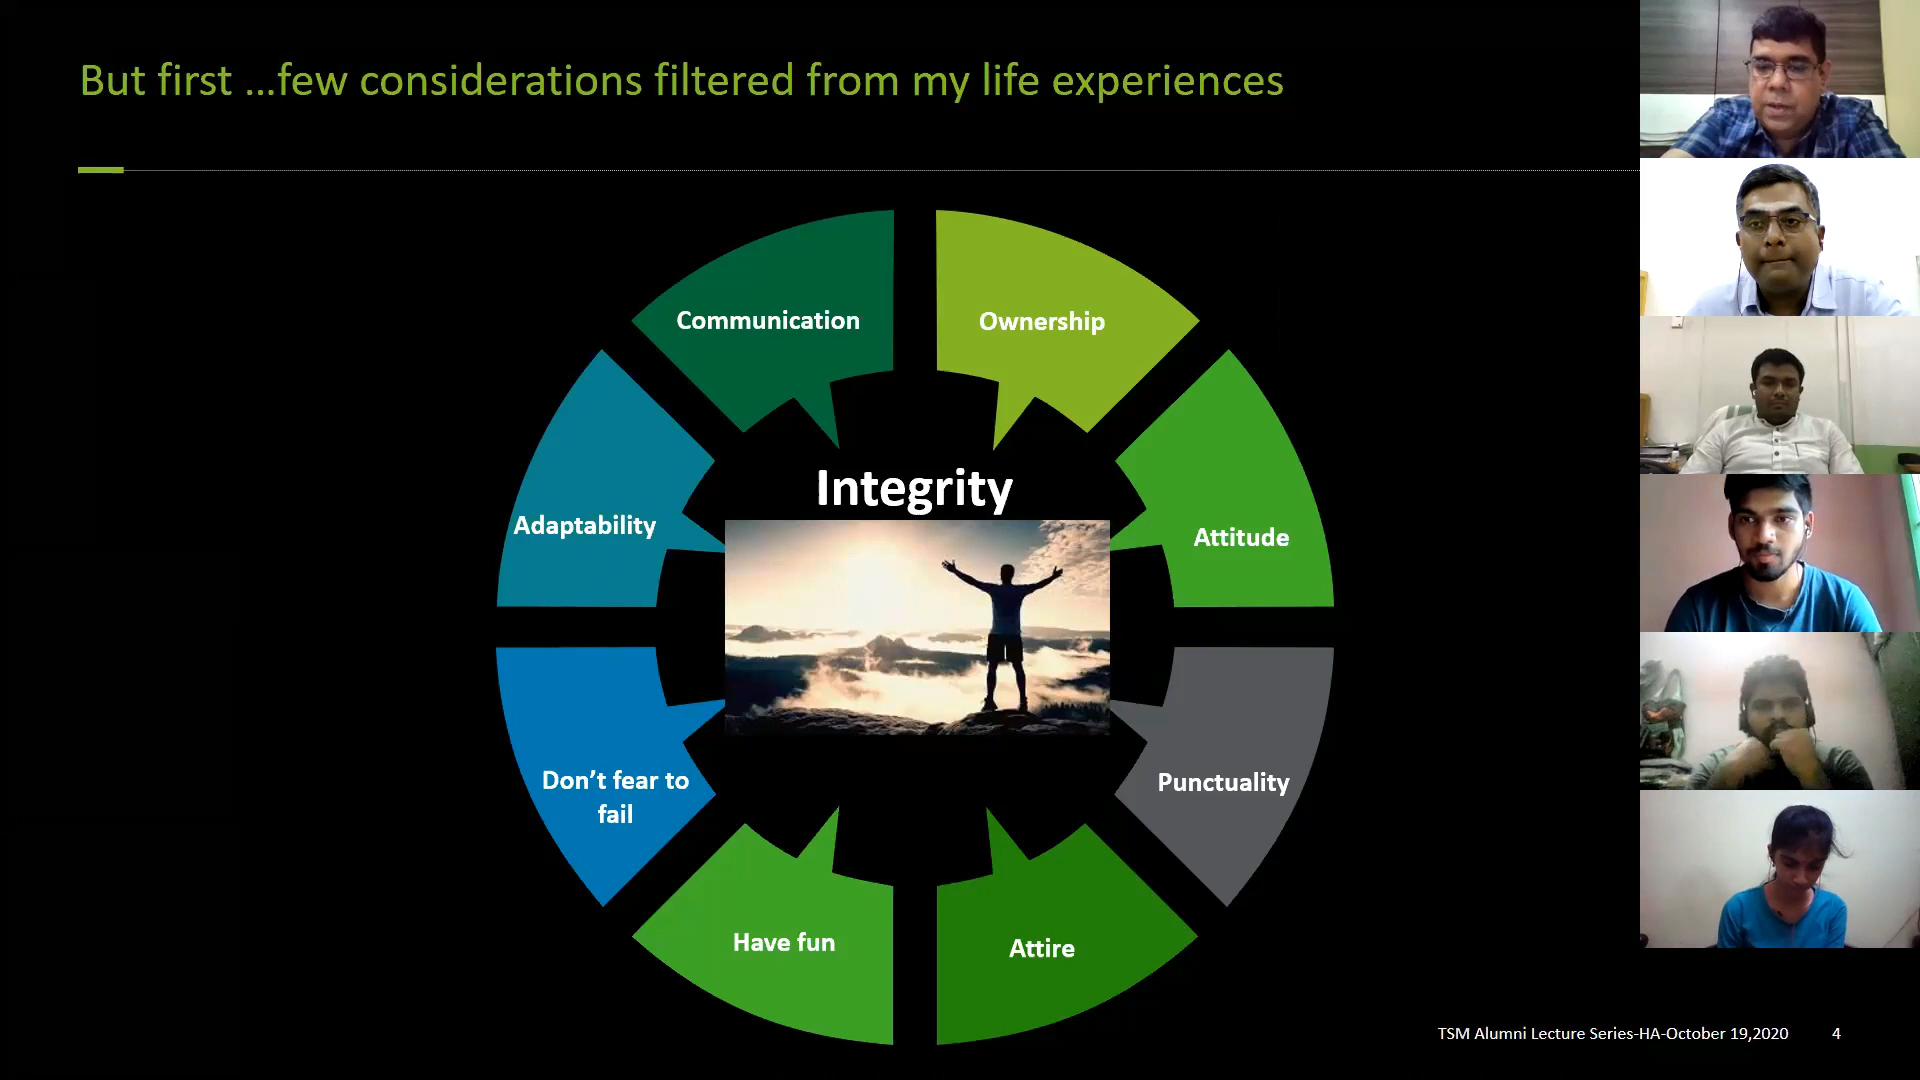 But first ...few considerations filtered from my life experiences
Communication
Ownership
Integrity
Adaptability
Attitude
Don’t fear to
fail
Punctuality
Have fun
Attire
TSM Alumni Lecture Series-HA-October 19,2020
4